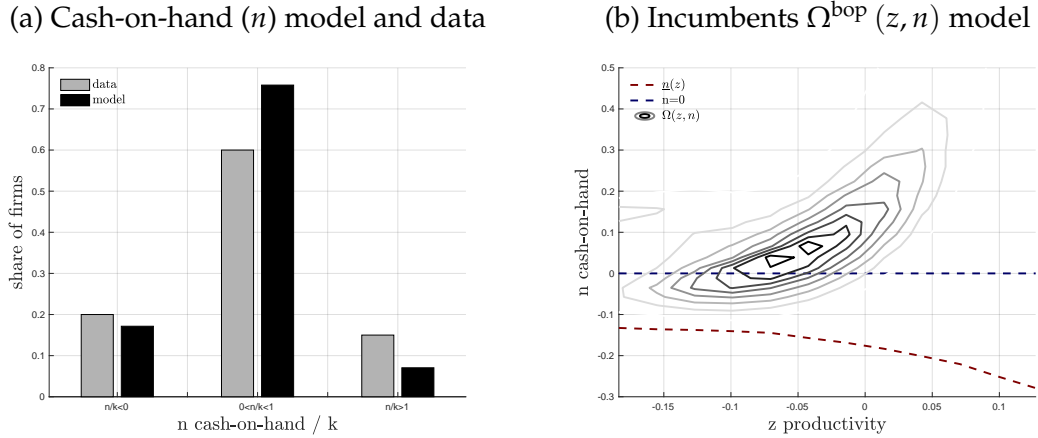 (a) Cash-on-hand (n) model and data
0.8
0.7
0.6
0.5
0.4
0.3
0.2
0.1
0
share of firms
data
model
n/k<0
0<n/k<1
n/k>1
n cash-on-hand / k
(b) Incumbents Ω^bop (z, n) model
0.5
0.4
0.3
0.2
0.1
0
-0.1
-0.2
-0.3
n cash-on-hand
n(z)
n=0
Ω(z, n)
-0.15
-0.1
-0.05
0
0.05
0.1
z productivity